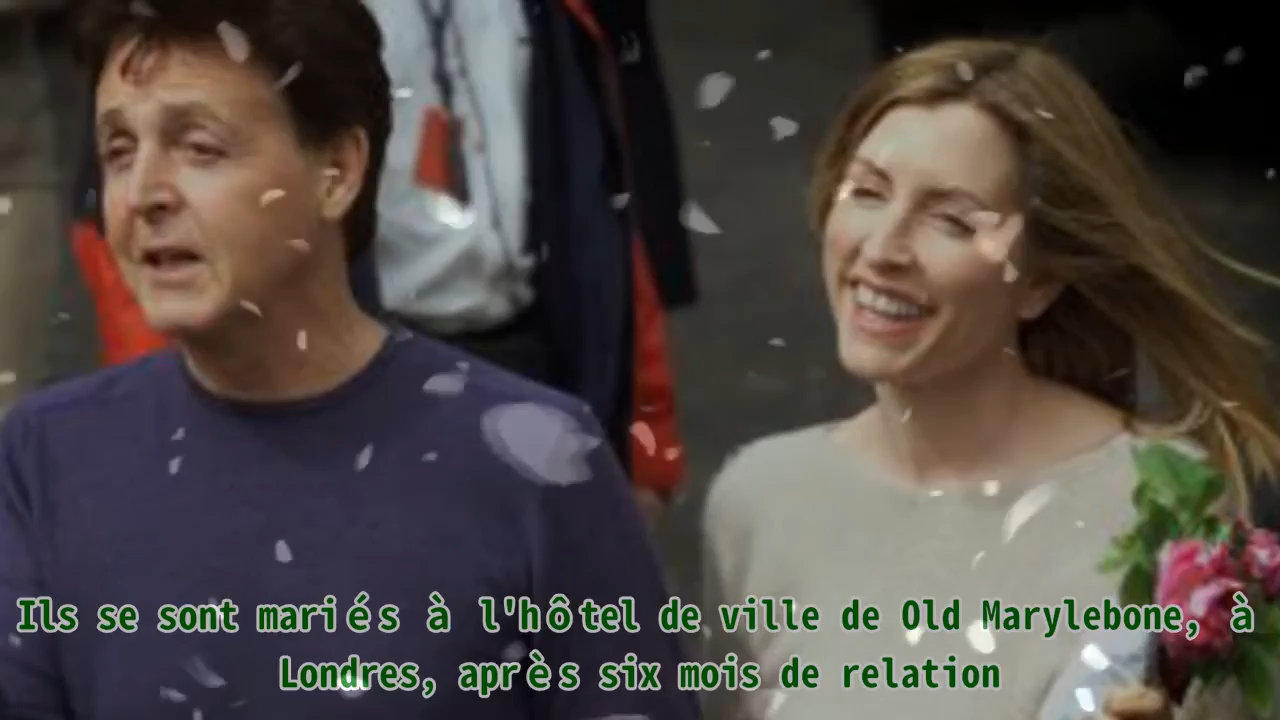 Ils se sont mariés à l'hôtel de ville de Old Marylebone, à
Londres, après six mois de relation